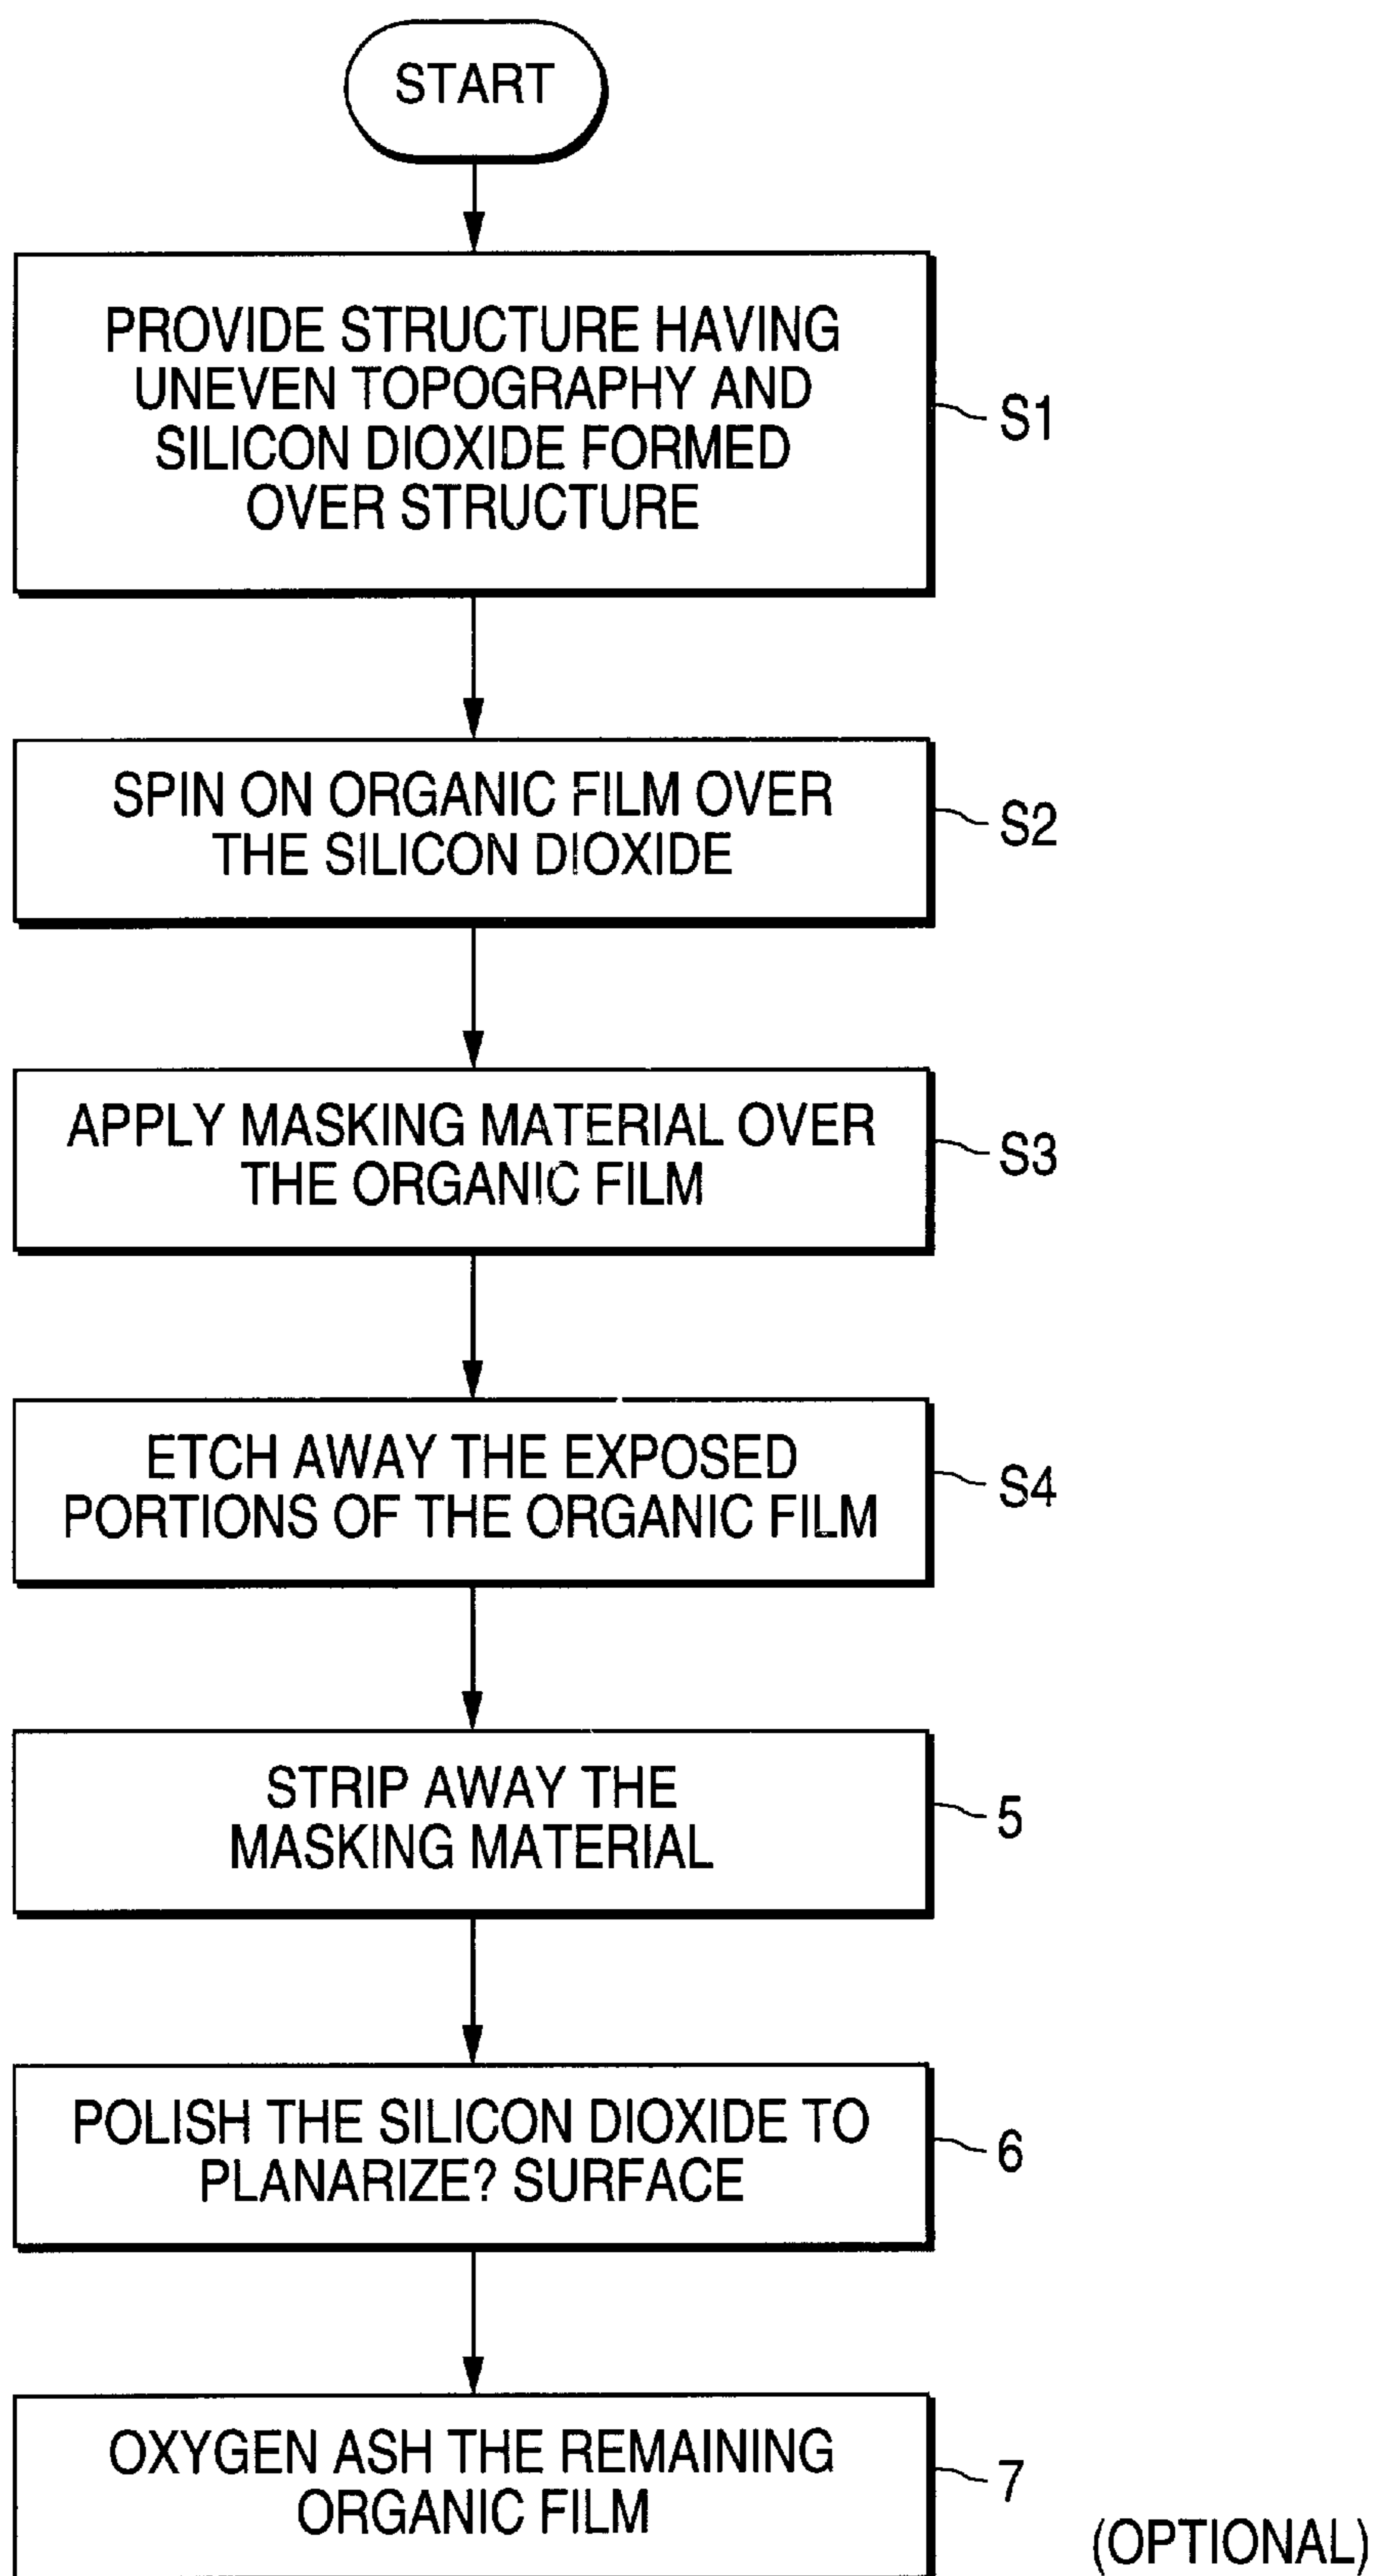 START
PROVIDE STRUCTURE HAVING
UNEVEN TOPOGRAPHY AND
SILICON DIOXIDE FORMED
OVER STRUCTURE
S1
SPIN ON ORGANIC FILM OVER
THE SILICON DIOXIDE
S2
APPLY MASKING MATERIAL OVER
THE ORGANIC FILM
S3
ETCH AWAY THE EXPOSED
PORTIONS OF THE ORGANIC FILM
S4
STRIP AWAY THE
MASKING MATERIAL
5
POLISH THE SILICON DIOXIDE TO
PLANARIZE? SURFACE
6
OXYGEN ASH THE REMAINING
ORGANIC FILM
7
(OPTIONAL)